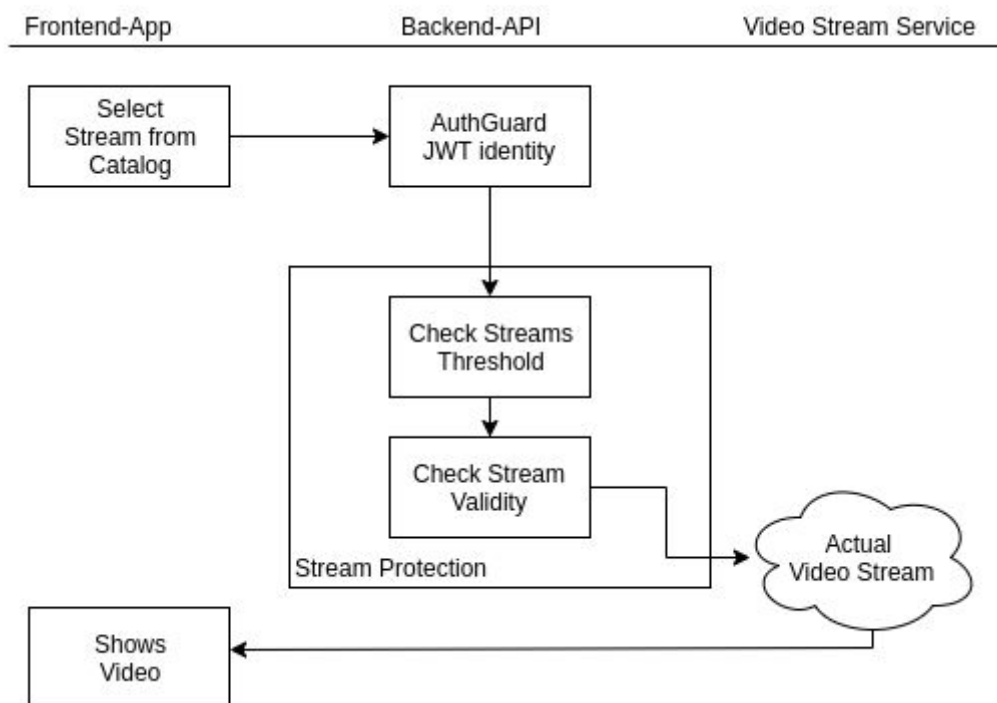 Frontend-App
Backend-API
Video Stream Service
Select
Stream from
Catalog
AuthGuard
JWT identity
Check Streams
Threshold
Check Stream
Validity
Stream Protection
Actual
Video Stream
Shows
Video